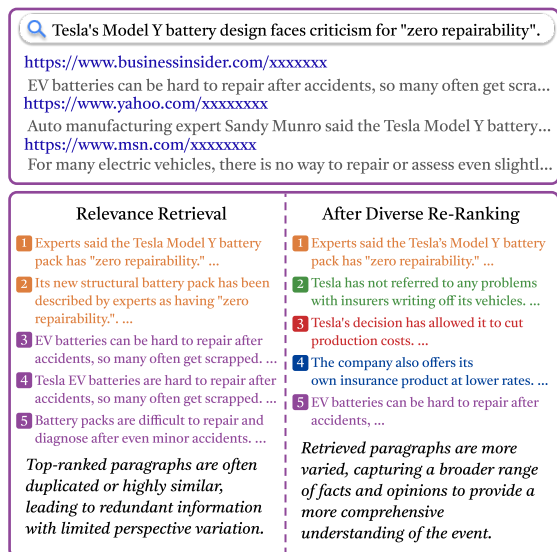 Tesla's Model Y battery design faces criticism for "zero repairability".
https://www.businessinsider.com/xxxxxxx
EV batteries can be hard to repair after accidents, so many often get scra...
https://www.yahoo.com/xxxxxxxx
Auto manufacturing expert Sandy Munro said the Tesla Model Y battery...
https://www.msn.com/xxxxxxxx
For many electric vehicles, there is no way to repair or assess even slightl...
Relevance Retrieval
1 Experts said the Tesla Model Y battery
pack has "zero repairability." ...
2 Its new structural battery pack has been
described by experts as having "zero
repairability.". ...
3 EV batteries can be hard to repair after
accidents, so many often get scrapped. ...
4 Tesla EV batteries are hard to repair after
accidents, so many often get scrapped. ...
5 Battery packs are difficult to repair and
diagnose after even minor accidents. ...
Top-ranked paragraphs are often
duplicated or highly similar,
leading to redundant information
with limited perspective variation.
After Diverse Re-Ranking
1 Experts said the Tesla's Model Y battery
pack has "zero repairability." ...
2 Tesla has not referred to any problems
with insurers writing off its vehicles. ...
3 Tesla's decision has allowed it to cut
production costs. ...
4 The company also offers its
own insurance product at lower rates. ...
5 EV batteries can be hard to repair after
accidents, ...
Retrieved paragraphs are more
varied, capturing a broader range
of facts and opinions to provide a
more comprehensive
understanding of the event.